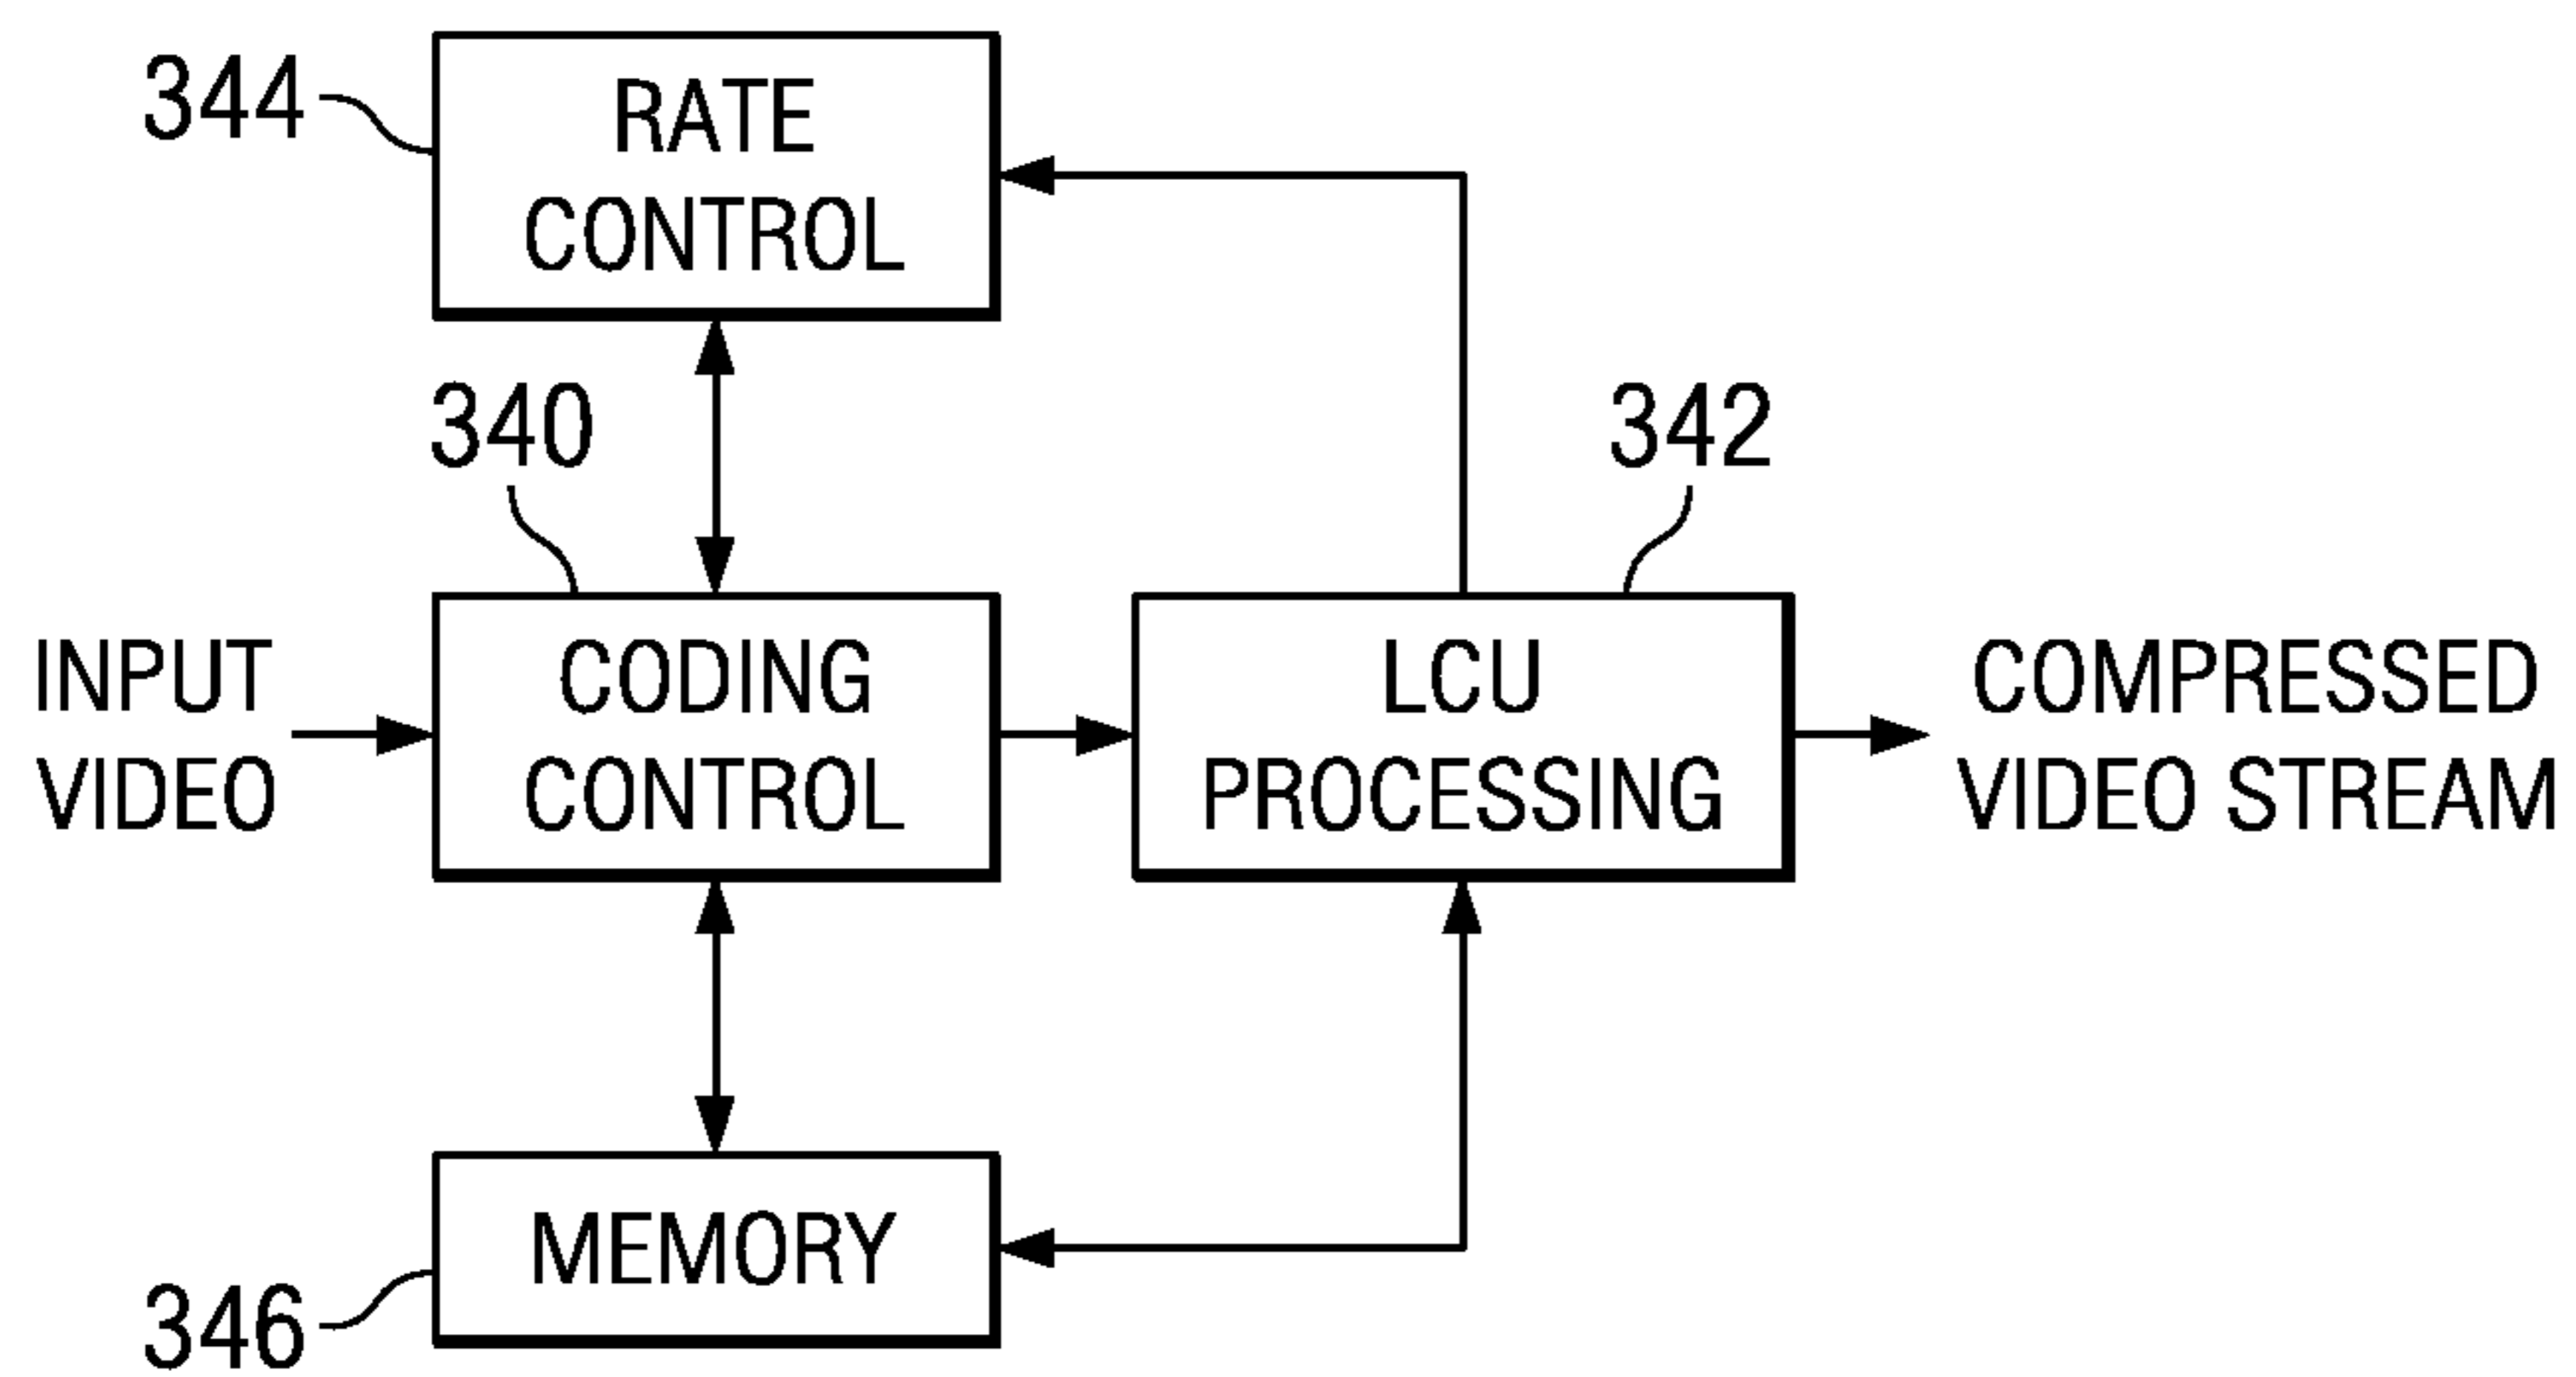 344
RATE
CONTROL
340
342
INPUT
VIDEO
CODING
CONTROL
LCU
PROCESSING
COMPRESSED
VIDEO STREAM
MEMORY
346